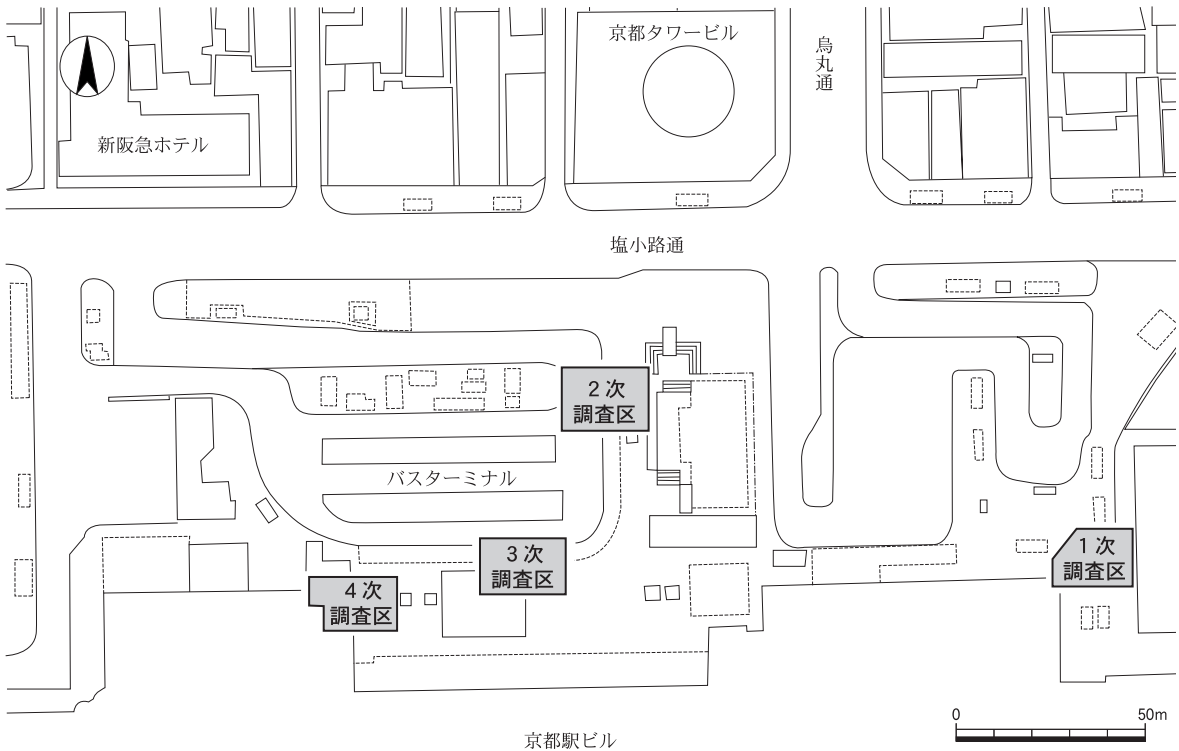 京都タワービル
烏丸通
新阪急ホテル
塩小路通
2次
調査区
バスターミナル
3次
調査区
1次
調査区
4次
調査区
0
50m
京都駅ビル